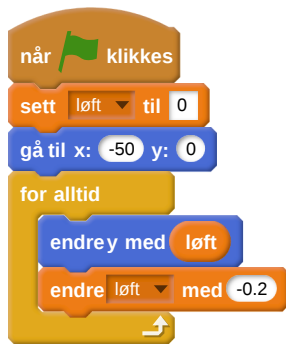 når klikkes
sett løft til 0
gå til x: -50 y: 0
for alltid
endre y med løft
endre løft med -0.2